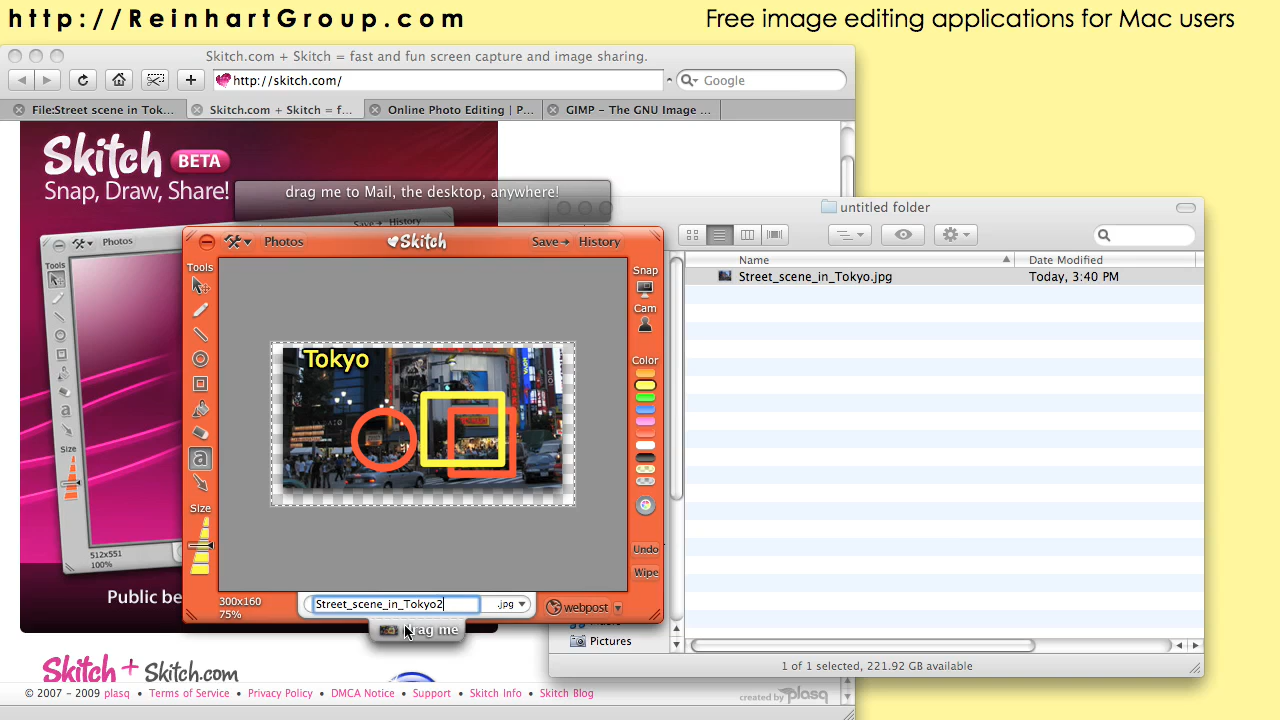 http://ReinhartGroup.com
Free image editing applications for Mac users
Skitch.com + Skitch = fast and fun screen capture and image sharing.
http://skitch.com/
Google
File:Street scene in Tok...
Skitch.com + Skitch = f...
Online Photo Editing | P...
GIMP – The GNU Image ...
Skitch BETA
Snap, Draw, Share!
drag me to Mail, the desktop, anywhere!
Photos
Save
History
Tools
Size
512x551
100%
Public be
Photos
Skitch
Save
History
Tools
a
Size
Tokyo
Snap
Cam
Color
Undo
Wipe
300x160
75%
Street_scene_in_Tokyo2
.jpg
webpost
drag me
untitled folder
Name
Date Modified
Street_scene_in_Tokyo.jpg
Today, 3:40 PM
Pictures
1 of 1 selected, 221.92 GB available
Skitch + Skitch.com
© 2007 - 2009 plasq • Terms of Service • Privacy Policy • DMCA Notice • Support • Skitch Info • Skitch Blog
created by plasq